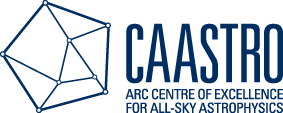 CAASTRO
ARC CENTRE OF EXCELLENCE
FOR ALL-SKY ASTROPHYSICS